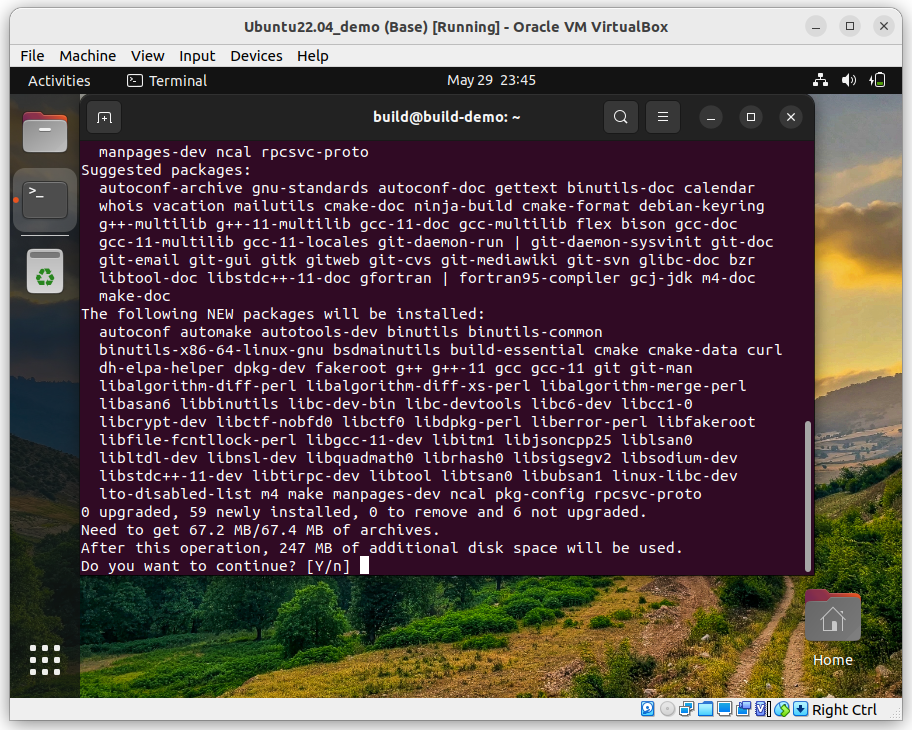 Ubuntu22.04_demo (Base) [Running] - Oracle VM VirtualBox
File Machine View Input Devices Help
Activities Terminal May 29 23:45
build@build-demo: ~
manpages-dev ncal rpcsvc-proto
Suggested packages:
autoconf-archive gnu-standards autoconf-doc gettext binutils-doc calendar
whois vacation mailutils cmake-doc ninja-build cmake-format debian-keyring
g++-multilib g++-11-multilib gcc-11-doc gcc-multilib flex bison gcc-doc
gcc-11-multilib gcc-11-locales git-daemon-run | git-daemon-sysvinit git-doc
git-email git-gui gitk gitweb git-cvs git-mediawiki git-svn glibc-doc bzr
libtool-doc libstdc++-11-doc gfortran | fortran95-compiler gcj-jdk m4-doc
make-doc
The following NEW packages will be installed:
autoconf automake autotools-dev binutils binutils-common
binutils-x86-64-linux-gnu bsdmainutils build-essential cmake cmake-data curl
dh-elpa-helper dpkg-dev fakeroot g++ g++-11 gcc gcc-11 git git-man
libalgorithm-diff-perl libalgorithm-diff-xs-perl libalgorithm-merge-perl
libasan6 libbinutils libc-dev-bin libc-devtools libc6-dev libcc1-0
libcrypt-dev libctf-nobfd0 libctf0 libdpkg-perl liberror-perl libfakeroot
libfile-fcntllock-perl libgcc-11-dev libitm1 libjsoncpp25 liblsan0
libltdl-dev libnsl-dev libquadmath0 librhash0 libsigsegv2 libsodium-dev
libstdc++-11-dev libtirpc-dev libtool libtsan0 libubsan1 linux-libc-dev
lto-disabled-list m4 make manpages-dev ncal pkg-config rpcsvc-proto
0 upgraded, 59 newly installed, 0 to remove and 6 not upgraded.
Need to get 67.2 MB/67.4 MB of archives.
After this operation, 247 MB of additional disk space will be used.
Do you want to continue? [Y/n]
Home
Right Ctrl